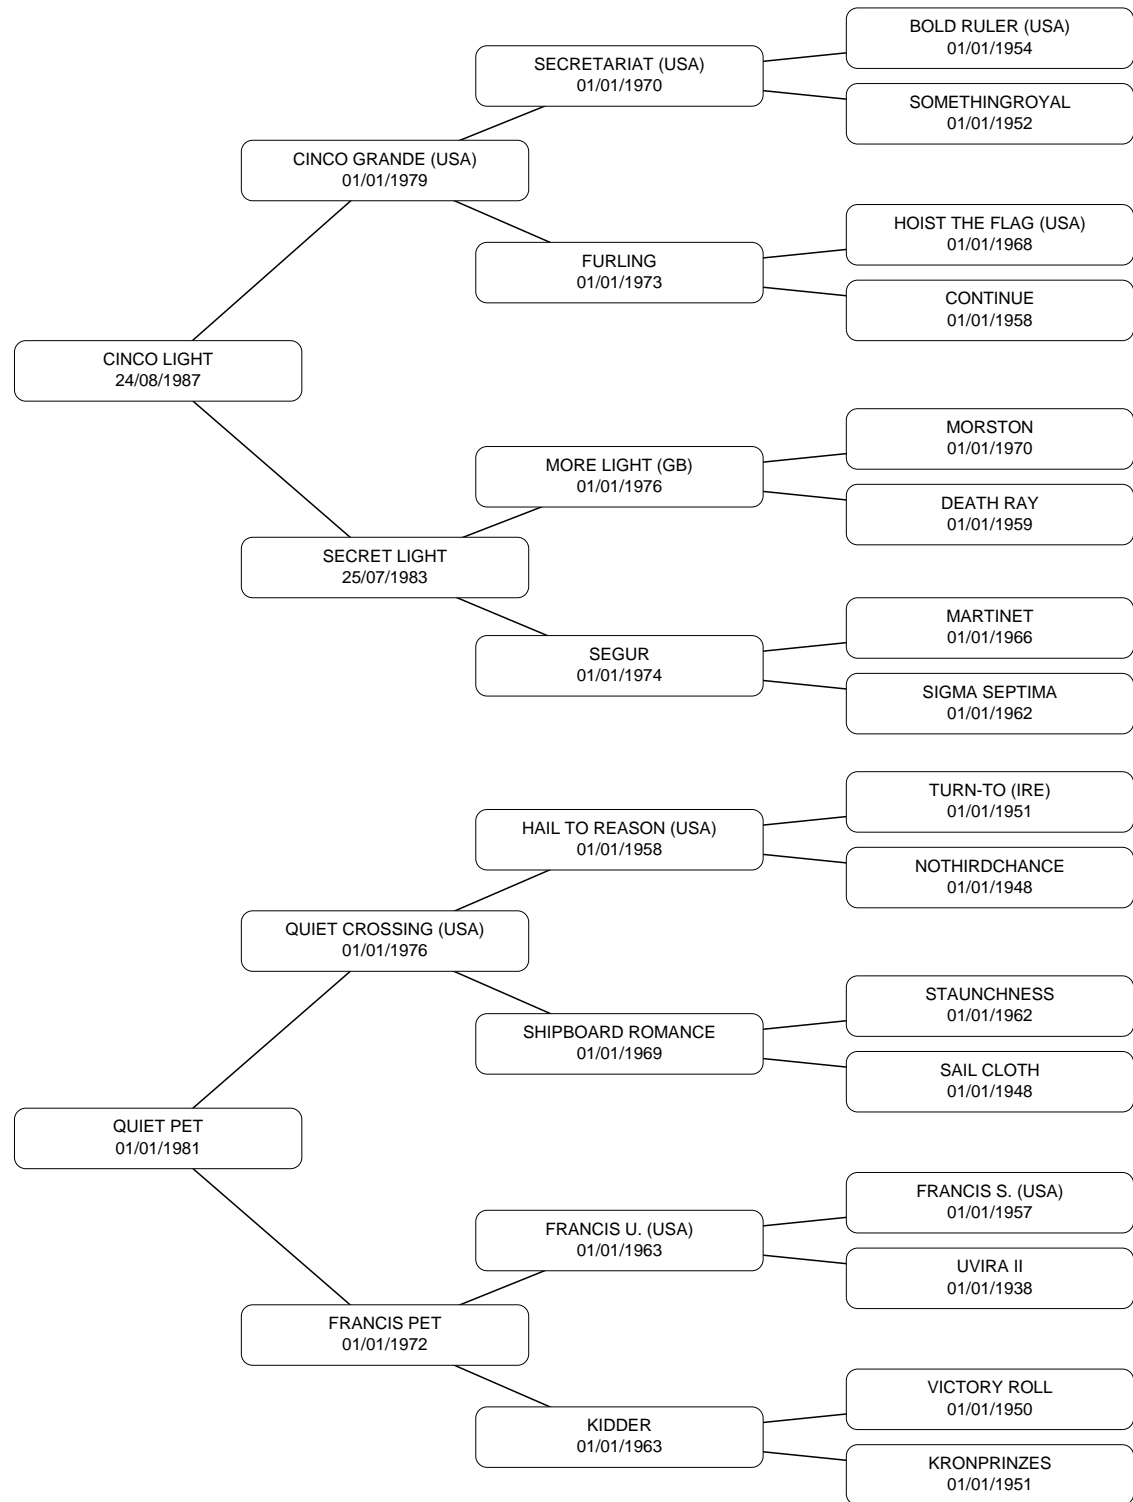 BOLD RULER (USA)
01/01/1954
SECRETARIAT (USA)
01/01/1970
SOMETHINGROYAL
01/01/1952
CINCO GRANDE (USA)
01/01/1979
HOIST THE FLAG (USA)
01/01/1968
FURLING
01/01/1973
CONTINUE
01/01/1958
CINCO LIGHT
24/08/1987
MORSTON
01/01/1970
MORE LIGHT (GB)
01/01/1976
DEATH RAY
01/01/1959
SECRET LIGHT
25/07/1983
MARTINET
01/01/1966
SEGUR
01/01/1974
SIGMA SEPTIMA
01/01/1962
TURN-TO (IRE)
01/01/1951
HAIL TO REASON (USA)
01/01/1958
NOTHIRDCHANCE
01/01/1948
QUIET CROSSING (USA)
01/01/1976
STAUNCHNESS
01/01/1962
SHIPBOARD ROMANCE
01/01/1969
SAIL CLOTH
01/01/1948
QUIET PET
01/01/1981
FRANCIS S. (USA)
01/01/1957
FRANCIS U. (USA)
01/01/1963
UVIRA II
01/01/1938
FRANCIS PET
01/01/1972
VICTORY ROLL
01/01/1950
KIDDER
01/01/1963
KRONPRINZES
01/01/1951